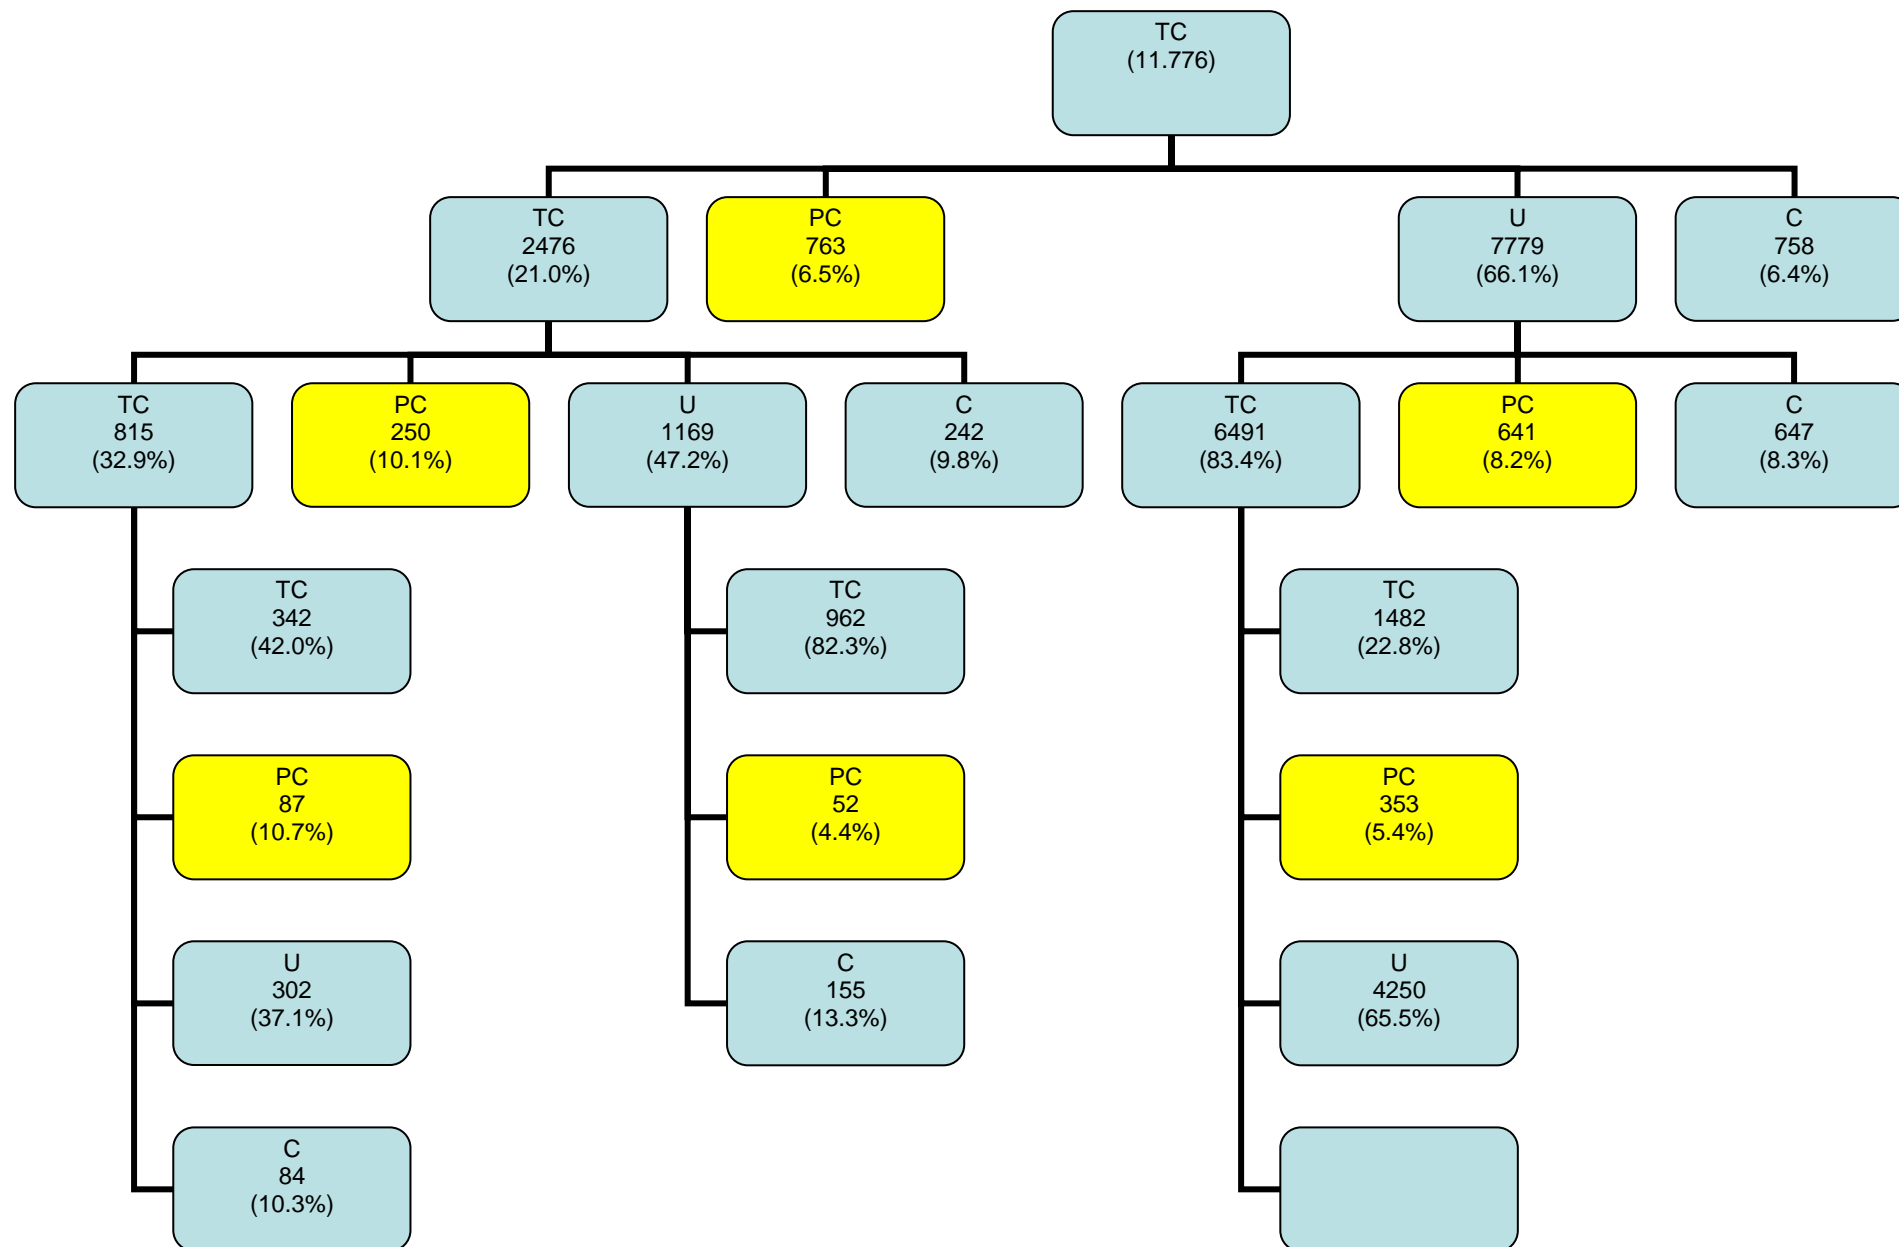 TC
(11.776)
TC
2476
(21.0%)
PC
763
(6.5%)
U
7779
(66.1%)
C
758
(6.4%)
TC
815
(32.9%)
PC
250
(10.1%)
U
1169
(47.2%)
C
242
(9.8%)
TC
6491
(83.4%)
PC
641
(8.2%)
C
647
(8.3%)
TC
342
(42.0%)
TC
962
(82.3%)
TC
1482
(22.8%)
PC
87
(10.7%)
PC
52
(4.4%)
PC
353
(5.4%)
U
302
(37.1%)
C
155
(13.3%)
U
4250
(65.5%)
C
84
(10.3%)